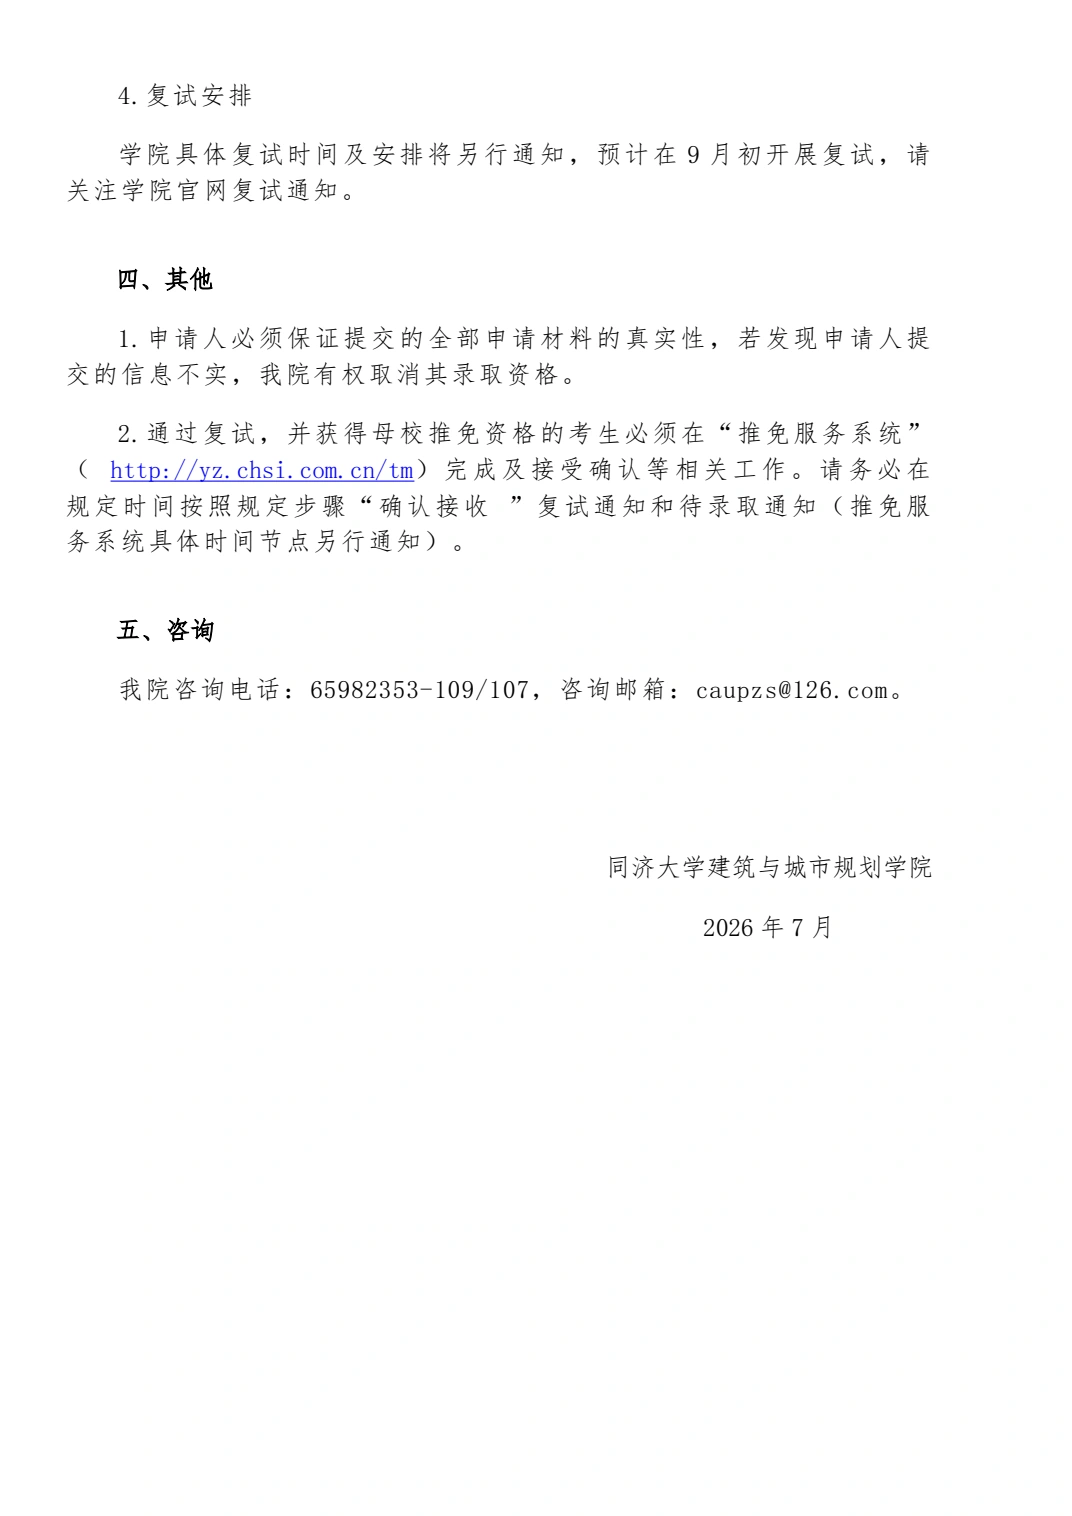 4.复试安排
学院具体复试时间及安排将另行通知，预计在 9 月初开展复试，请
关注学院官网复试通知。
四、其他
1.申请人必须保证提交的全部申请材料的真实性，若发现申请人提
交的信息不实，我院有权取消其录取资格。
2.通过复试，并获得母校推免资格的考生必须在“推免服务系统”
（ http://yz.chsi.com.cn/tm）完成及接受确认等相关工作。请务必在
规定时间按照规定步骤“确认接收 ”复试通知和待录取通知（推免服
务系统具体时间节点另行通知）。
五、咨询
我院咨询电话：65982353-109/107，咨询邮箱：caupzs@126.com。
同济大学建筑与城市规划学院
2026 年 7 月